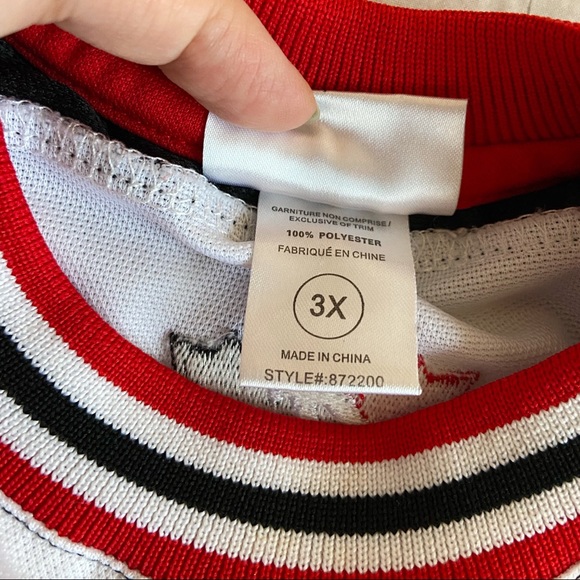 GARNITURE NON COMPRISE /
EXCLUSIVE OF TRIM
100% POLYESTER
FABRIQUÉ EN CHINE
3X
MADE IN CHINA
STYLE#:872200